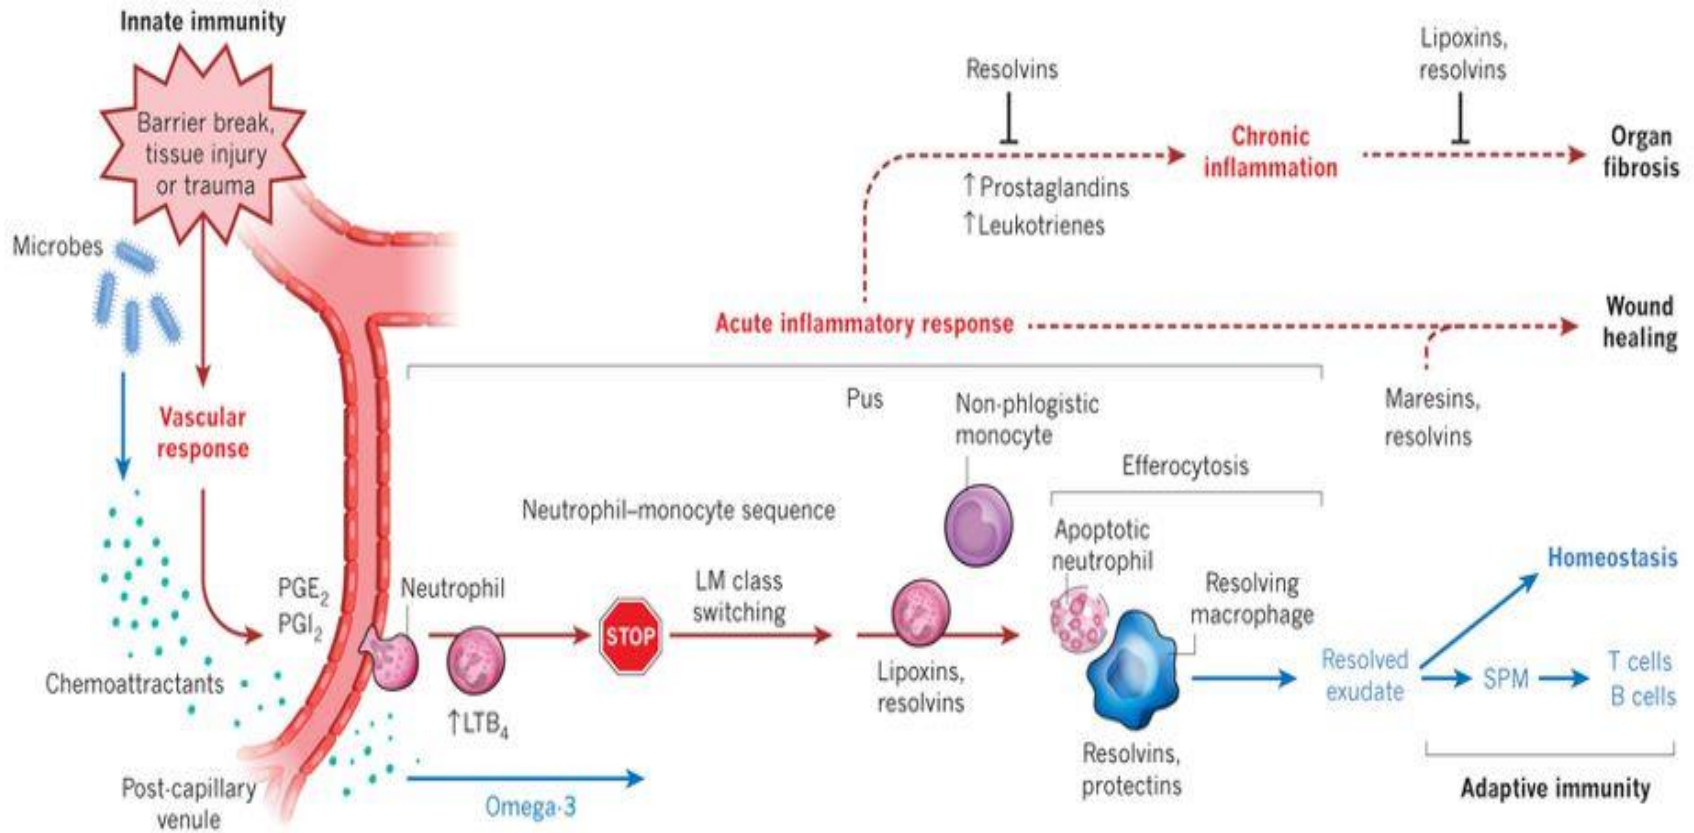 Innate immunity
Barrier break,
tissue injury
or trauma
Microbes
Vascular
response
Chemoattractants
PGE₂
PGI₂
Post-capillary
venule
Neutrophil
↑LTB₄
Omega-3
Neutrophil–monocyte sequence
STOP
LM class
switching
Pus
Non-phlogistic
monocyte
Lipoxins,
resolvins
Efferocytosis
Apoptotic
neutrophil
Resolving
macrophage
Resolvins,
protectins
Resolved
exudate
Homeostasis
SPM
T cells
B cells
Adaptive immunity
Acute inflammatory response
Resolvins
↑Prostaglandins
↑Leukotrienes
Chronic
inflammation
Lipoxins,
resolvins
Organ
fibrosis
Wound
healing
Maresins,
resolvins